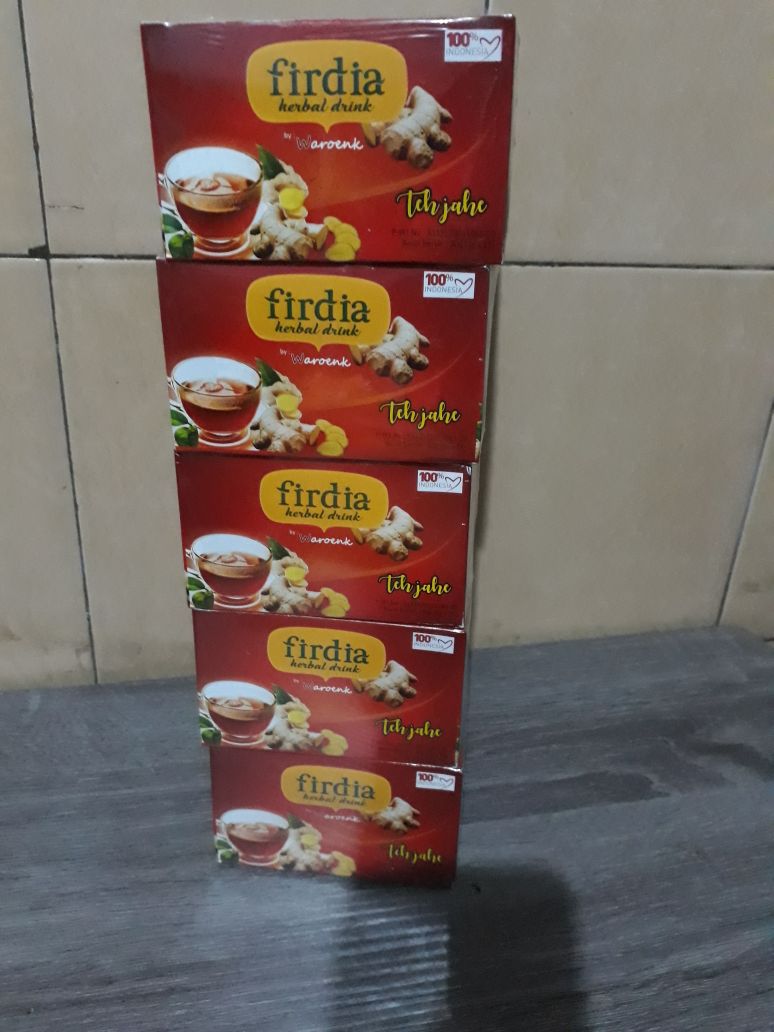 100%
INDONESIA
firdia
herbal drink
by Waroenk
Teh jahe
100%
INDONESIA
firdia
herbal drink
by Waroenk
Teh jahe
100%
INDONESIA
firdia
herbal drink
by Waroenk
Teh jahe
100%
INDONESIA
firdia
herbal drink
by Waroenk
Teh jahe
100%
firdia
herbal drink
aroenk
Teh jahe